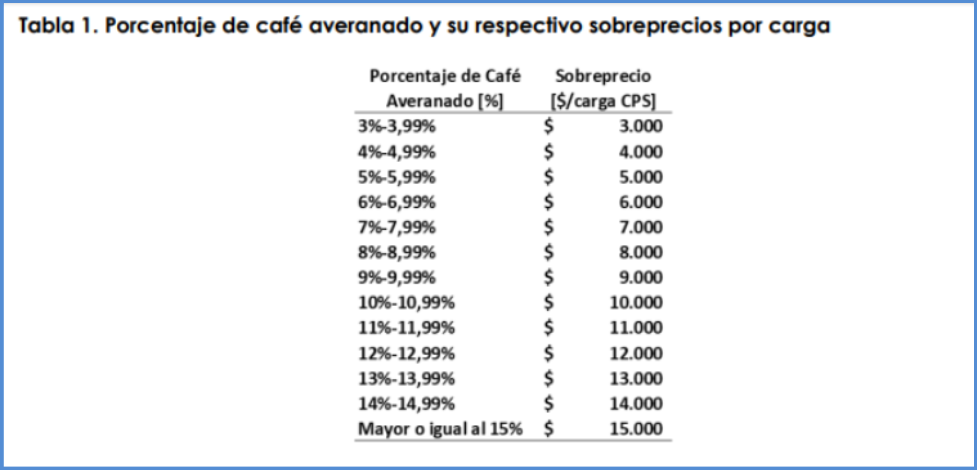 Tabla 1. Porcentaje de café averanado y su respectivo sobreprecios por carga
Porcentaje de Café Sobreprecio
Averanado [%] [$/carga CPS]
3%-3,99% $ 3.000
4%-4,99% $ 4.000
5%-5,99% $ 5.000
6%-6,99% $ 6.000
7%-7,99% $ 7.000
8%-8,99% $ 8.000
9%-9,99% $ 9.000
10%-10,99% $ 10.000
11%-11,99% $ 11.000
12%-12,99% $ 12.000
13%-13,99% $ 13.000
14%-14,99% $ 14.000
Mayor o igual al 15% $ 15.000